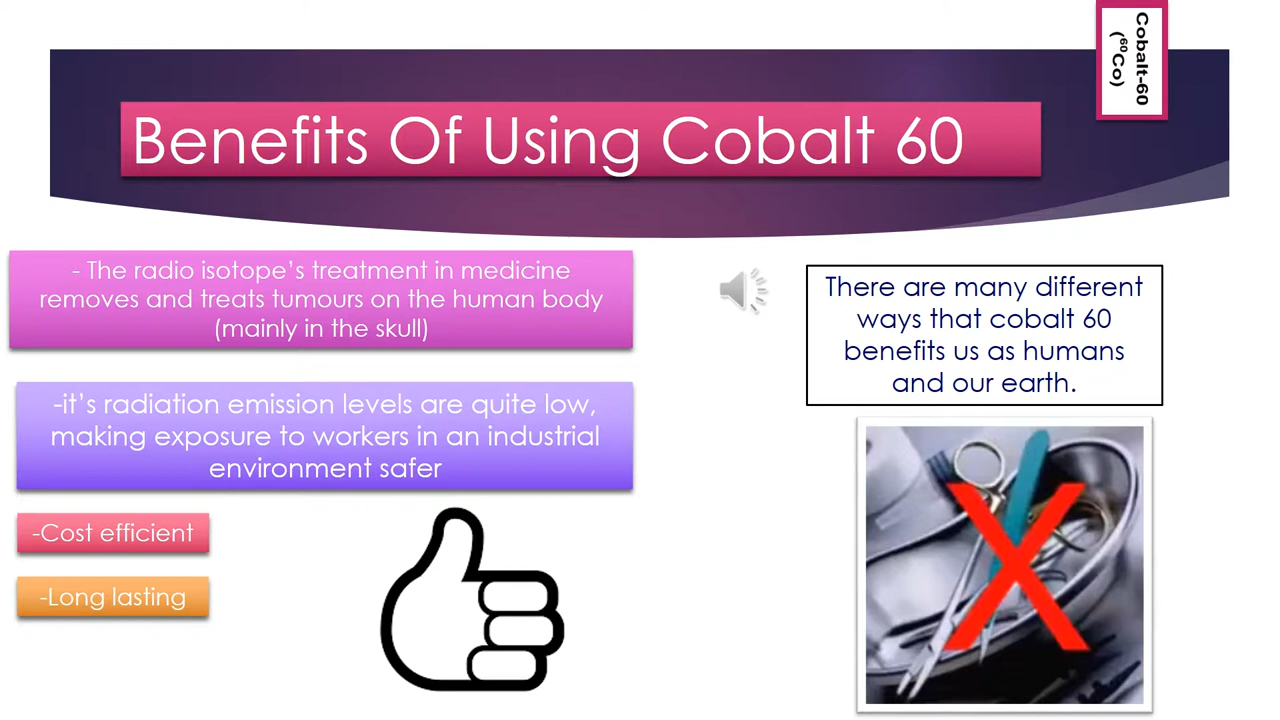 Cobalt-60
(⁶⁰Co)
Benefits Of Using Cobalt 60
- The radio isotope’s treatment in medicine
removes and treats tumours on the human body
(mainly in the skull)
-it’s radiation emission levels are quite low,
making exposure to workers in an industrial
environment safer
-Cost efficient
-Long lasting
There are many different
ways that cobalt 60
benefits us as humans
and our earth.